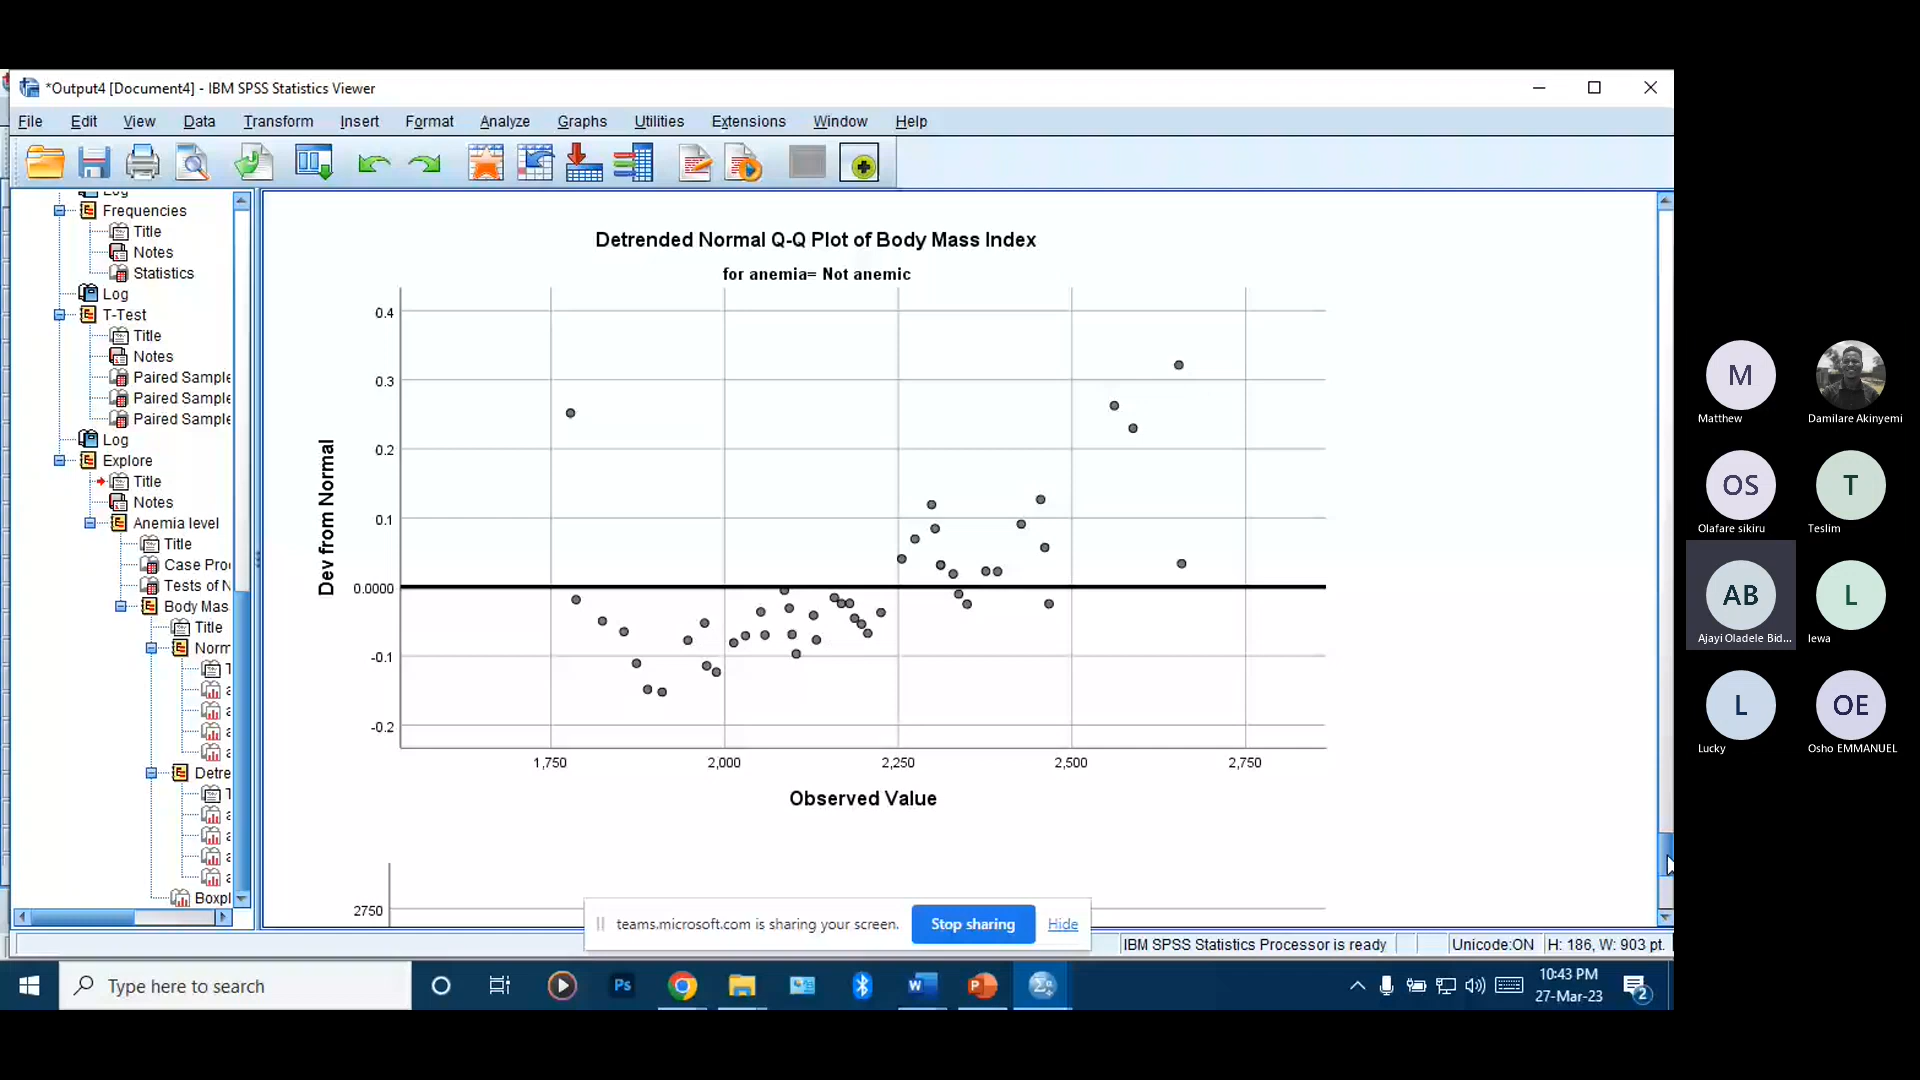 *Output4 [Document4] - IBM SPSS Statistics Viewer
File Edit View Data Transform Insert Format Analyze Graphs Utilities Extensions Window Help
Log
Frequencies
Title
Notes
Statistics
Log
T-Test
Title
Notes
Paired Sample
Paired Sample
Paired Sample
Log
Explore
Title
Notes
Anemia level
Title
Case Pro
Tests of N
Body Mas
Title
Norm
Detre
Boxpl
Detrended Normal Q-Q Plot of Body Mass Index
for anemia= Not anemic
Dev from Normal
0.4
0.3
0.2
0.1
0.0000
-0.1
-0.2
1,750 2,000 2,250 2,500 2,750
Observed Value
2750
teams.microsoft.com is sharing your screen. Stop sharing Hide
IBM SPSS Statistics Processor is ready Unicode:ON H: 186, W: 903 pt.
Type here to search
Ps
W
P
10:43 PM
27-Mar-23
2
M
Matthew
Damilare Akinyemi
OS
Olafare sikiru
T
Teslim
AB
Ajayi Oladele Bid...
L
lewa
L
Lucky
OE
Osho EMMANUEL